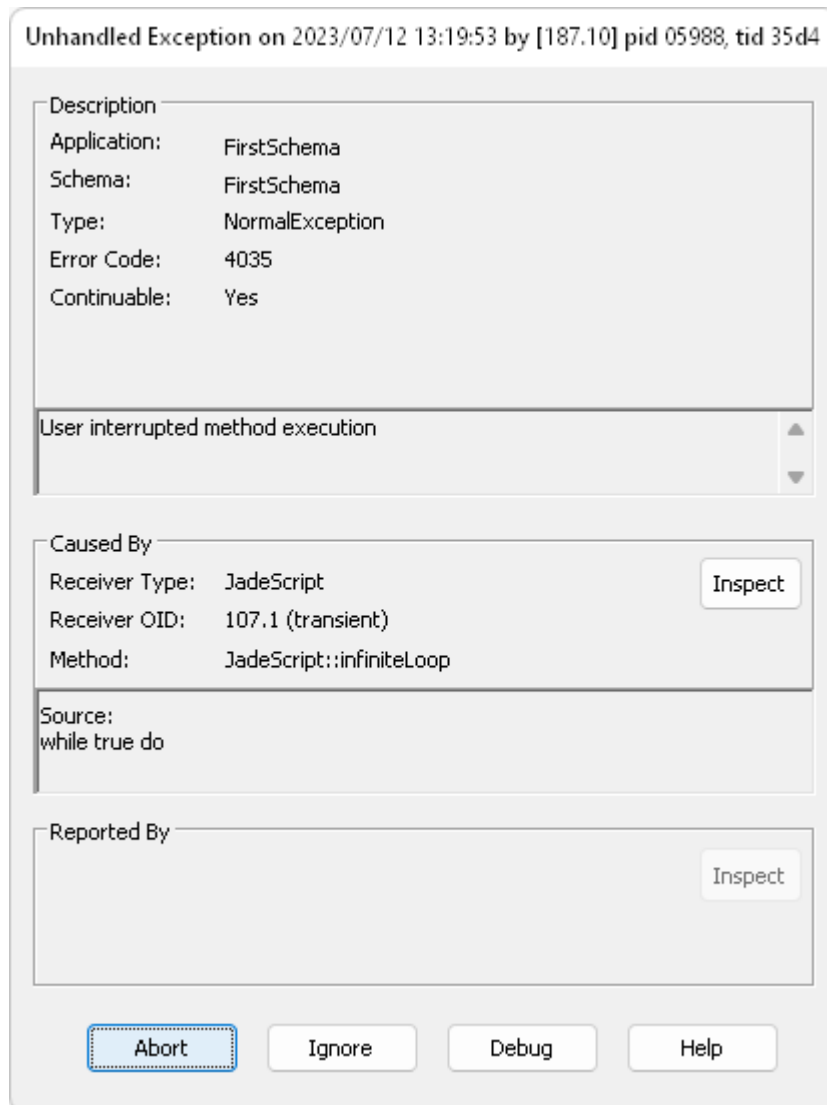 Unhandled Exception on 2023/07/12 13:19:53 by [187.10] pid 05988, tid 35d4
Description
Application: FirstSchema
Schema: FirstSchema
Type: NormalException
Error Code: 4035
Continuable: Yes
User interrupted method execution
Caused By
Receiver Type: JadeScript
Inspect
Receiver OID: 107.1 (transient)
Method: JadeScript::infiniteLoop
Source:
while true do
Reported By
Inspect
Abort Ignore Debug Help